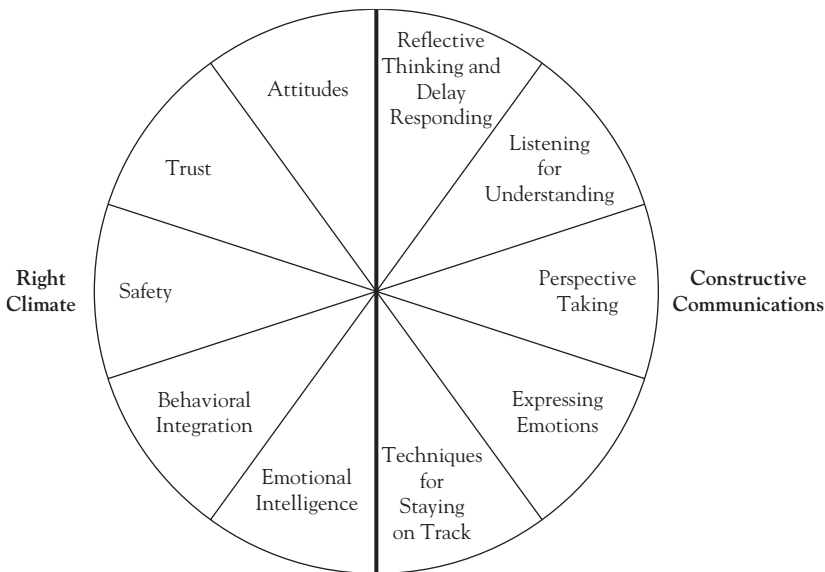 Reflective
Thinking and
Delay
Responding
Attitudes
Listening
for
Understanding
Trust
Right
Climate
Safety
Perspective
Taking
Constructive
Communications
Behavioral
Integration
Expressing
Emotions
Emotional
Intelligence
Techniques
for
Staying
on Track